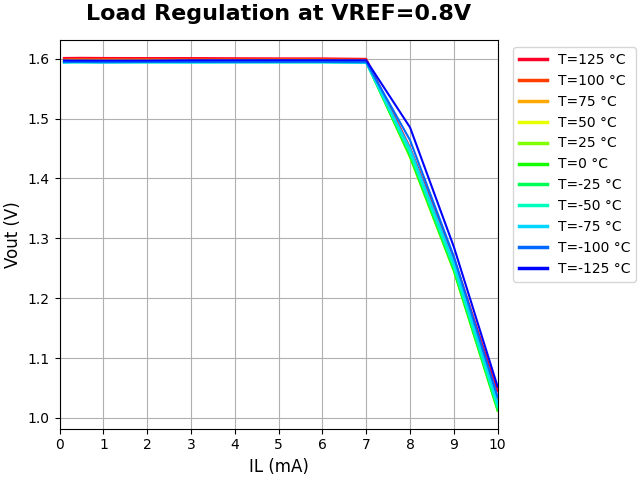 Load Regulation at VREF=0.8V
Vout (V)
1.6
1.5
1.4
1.3
1.2
1.1
1.0
0 1 2 3 4 5 6 7 8 9 10
IL (mA)
T=125 °C
T=100 °C
T=75 °C
T=50 °C
T=25 °C
T=0 °C
T=-25 °C
T=-50 °C
T=-75 °C
T=-100 °C
T=-125 °C